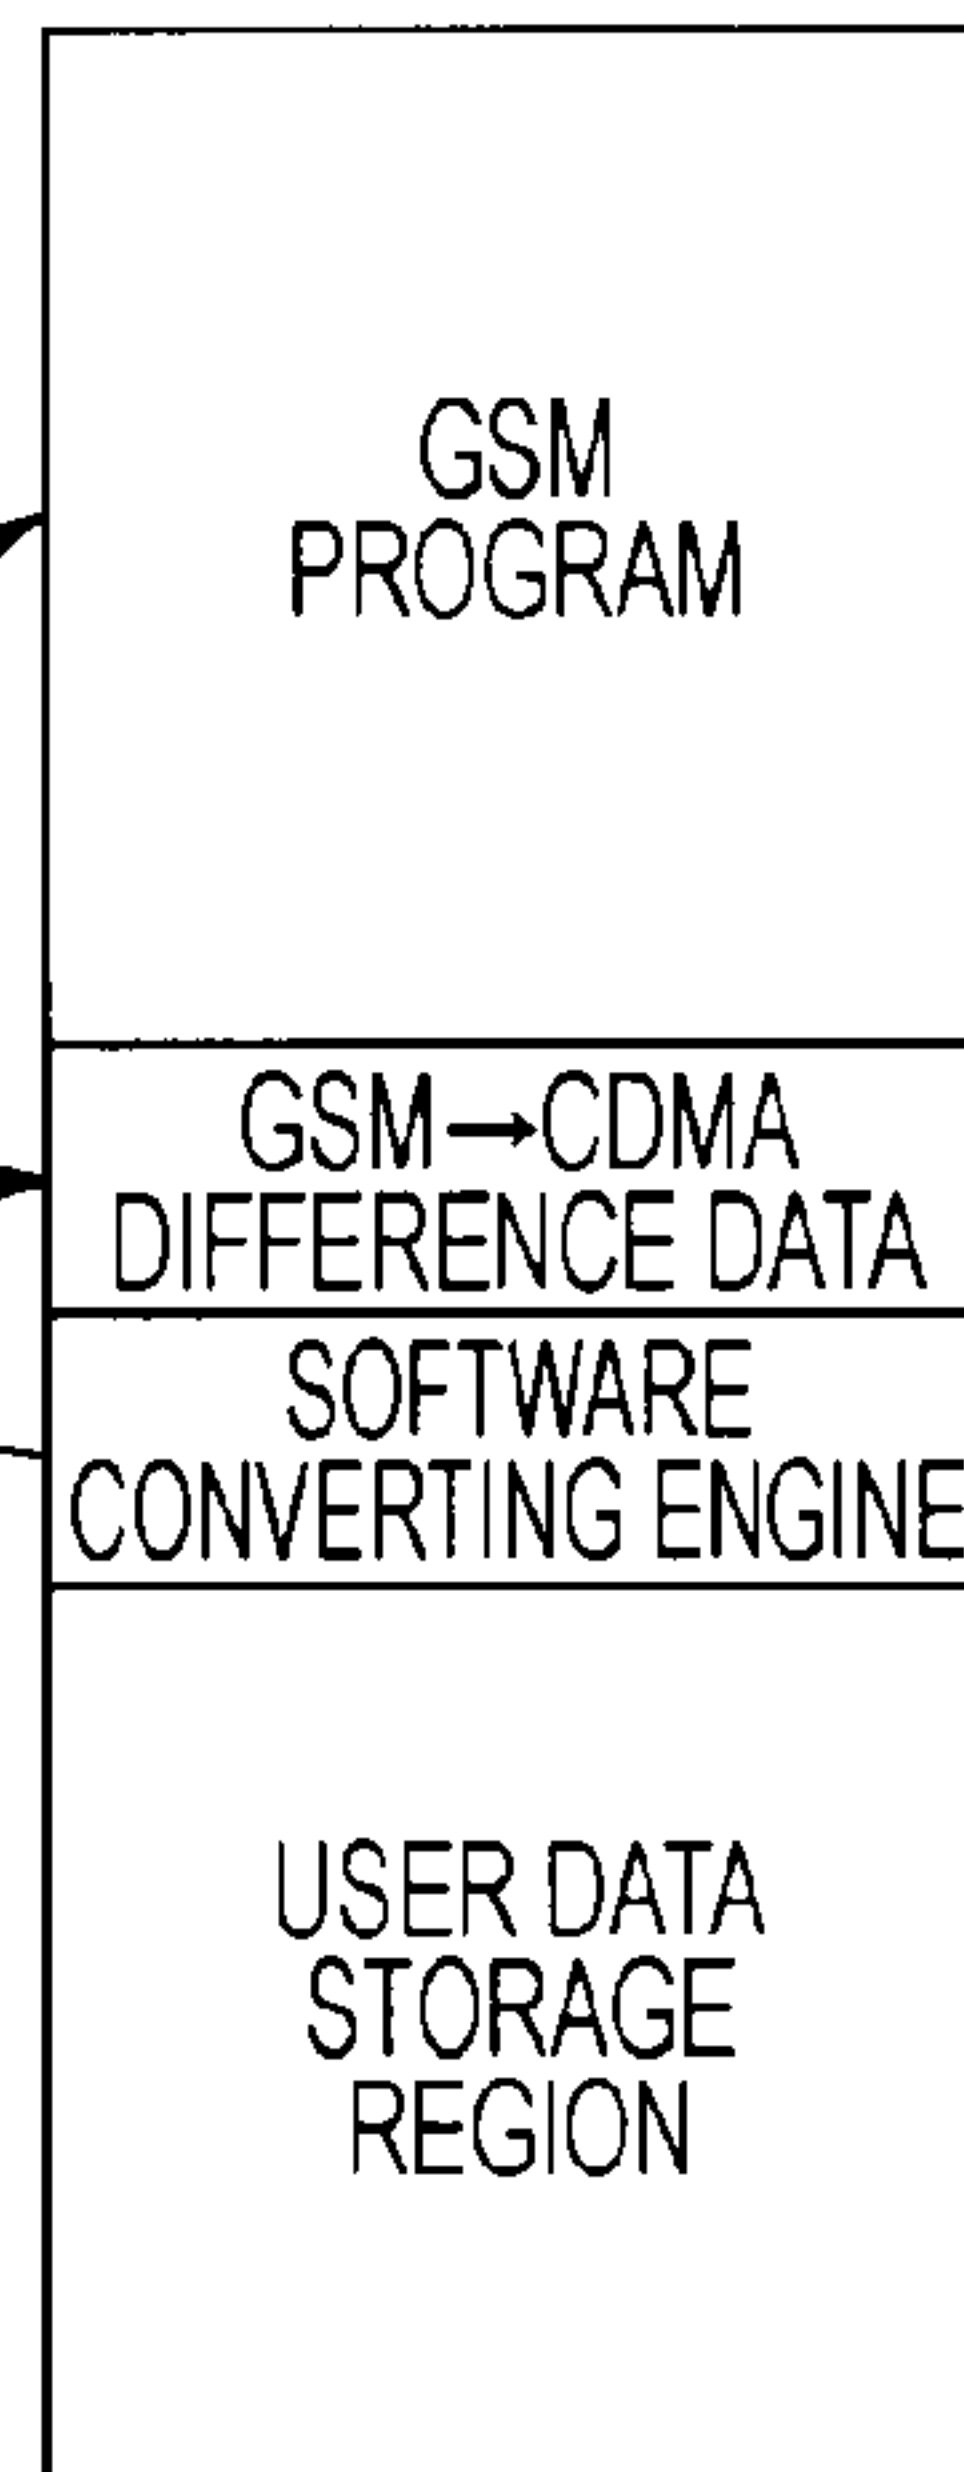 GSM
PROGRAM
GSM→CDMA
DIFFERENCE DATA
SOFTWARE
CONVERTING ENGINE
USER DATA
STORAGE
REGION